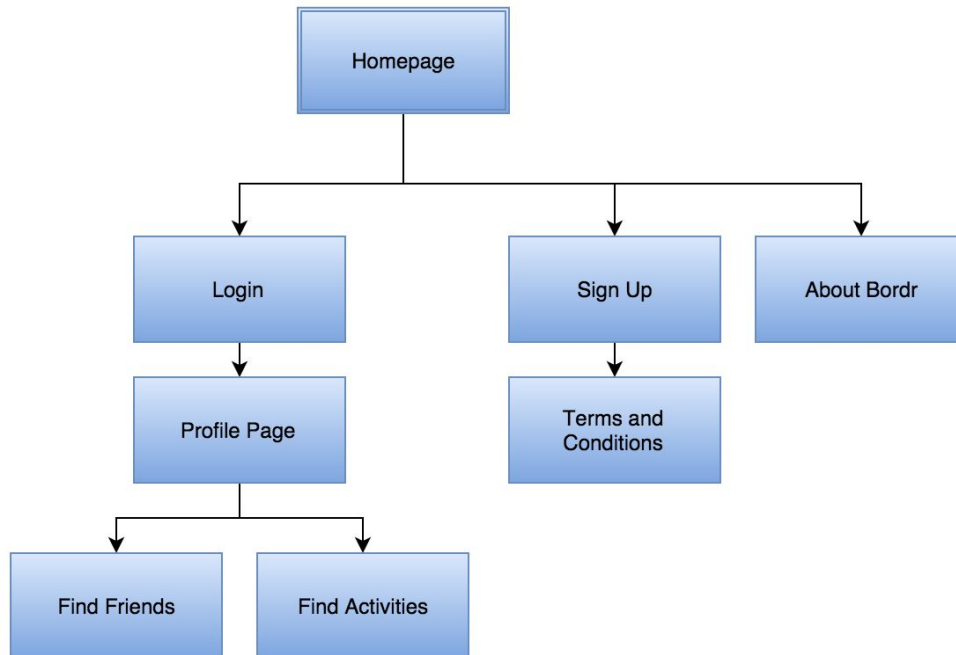 Homepage
Login
Sign Up
About Bordr
Profile Page
Terms and
Conditions
Find Friends
Find Activities